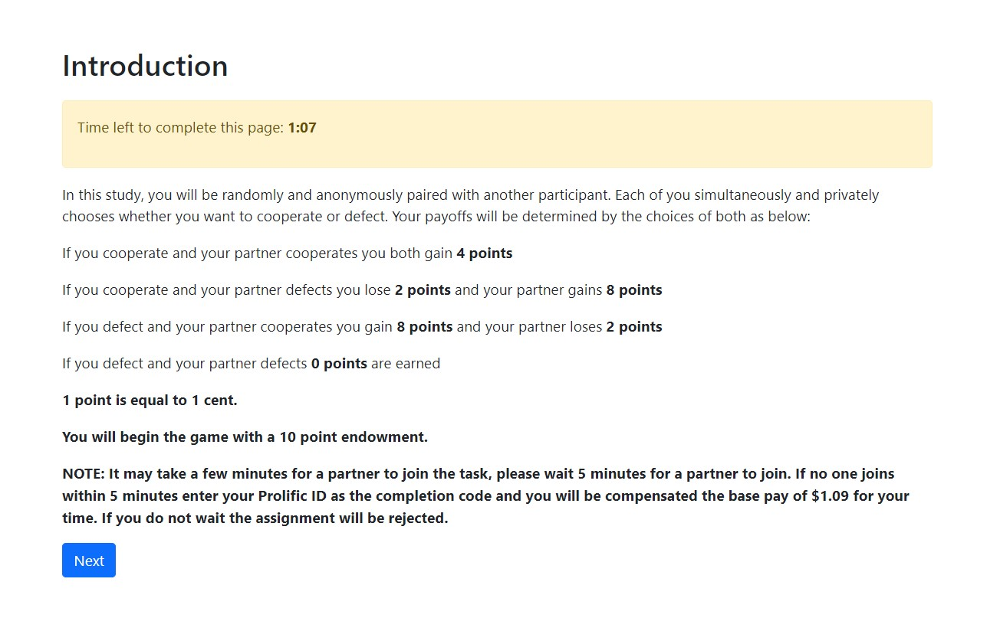 Introduction
Time left to complete this page: 1:07
In this study, you will be randomly and anonymously paired with another participant. Each of you simultaneously and privately
chooses whether you want to cooperate or defect. Your payoffs will be determined by the choices of both as below:
If you cooperate and your partner cooperates you both gain 4 points
If you cooperate and your partner defects you lose 2 points and your partner gains 8 points
If you defect and your partner cooperates you gain 8 points and your partner loses 2 points
If you defect and your partner defects 0 points are earned
1 point is equal to 1 cent.
You will begin the game with a 10 point endowment.
NOTE: It may take a few minutes for a partner to join the task, please wait 5 minutes for a partner to join. If no one joins
within 5 minutes enter your Prolific ID as the completion code and you will be compensated the base pay of $1.09 for your
time. If you do not wait the assignment will be rejected.
Next